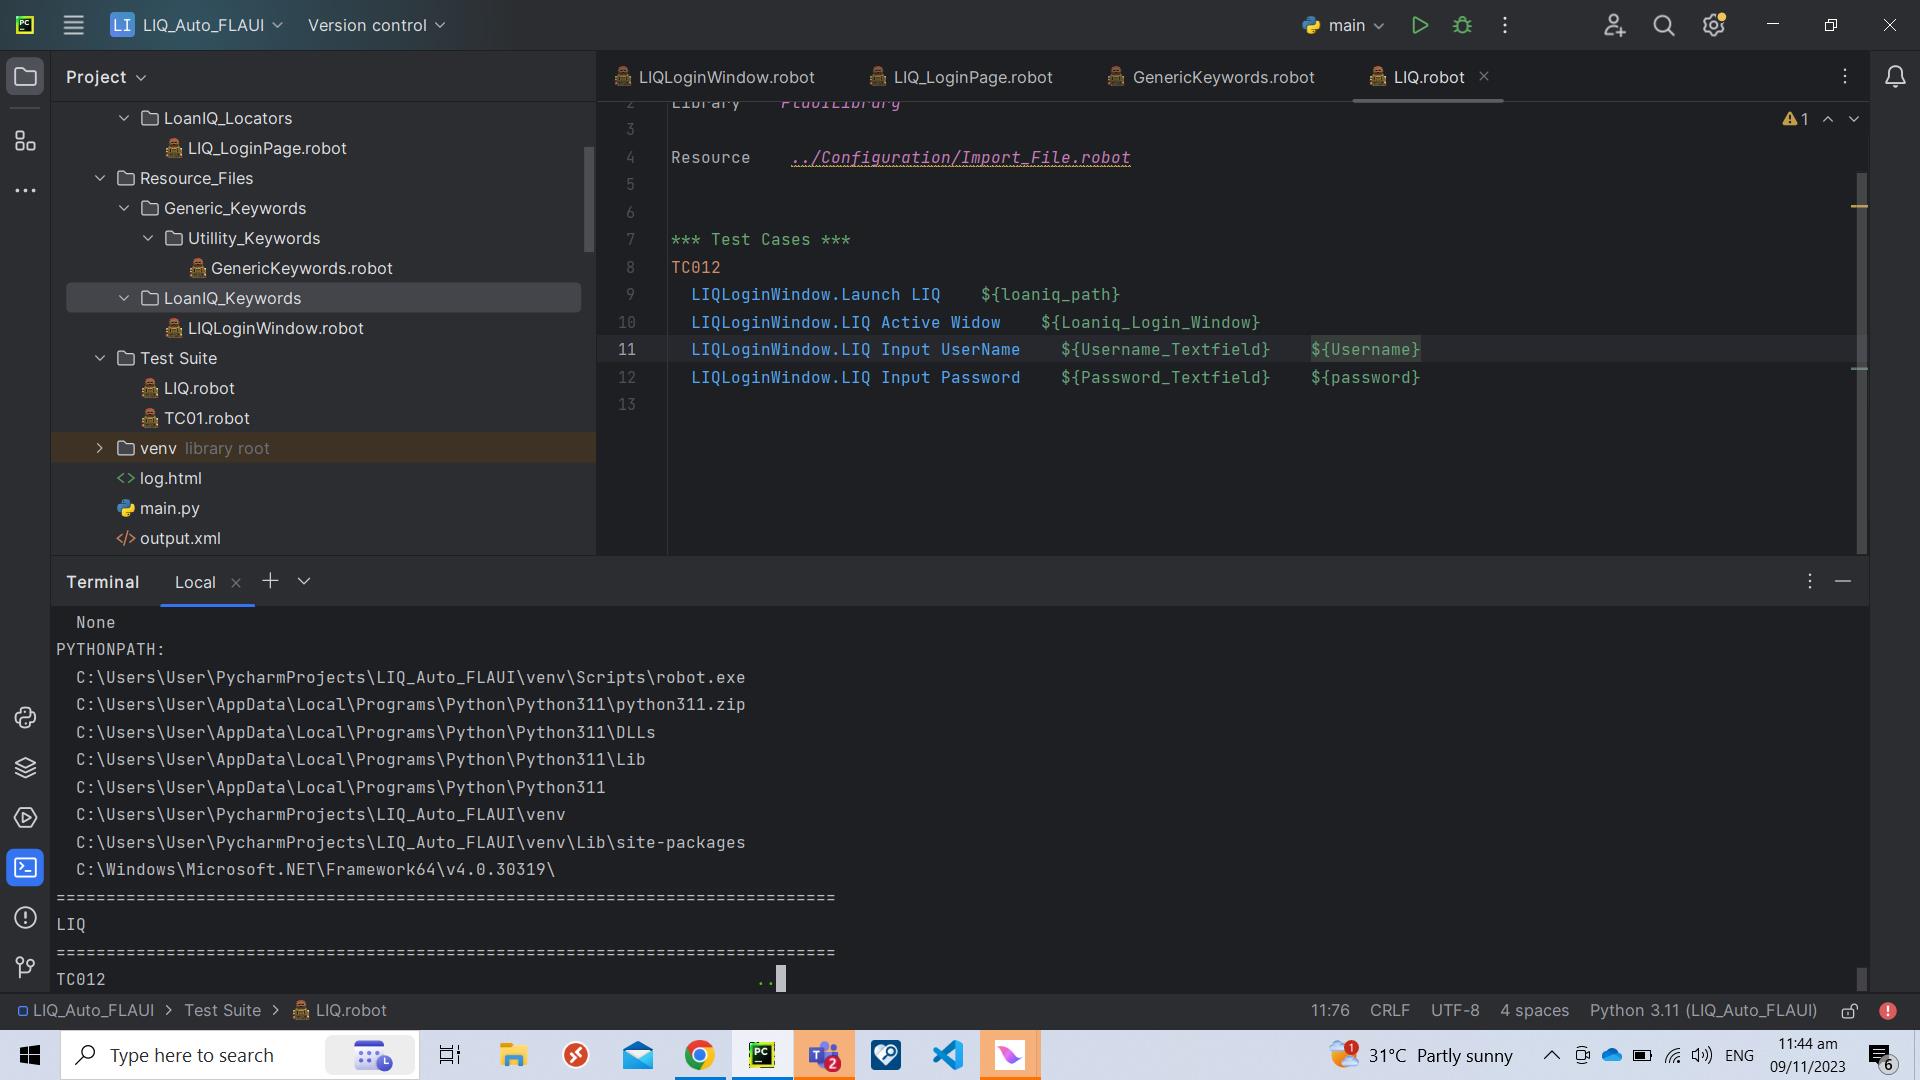 LI LIQ_Auto_FLAUI Version control
main
Project
LoanIQ_Locators
LIQ_LoginPage.robot
Resource_Files
Generic_Keywords
Utillity_Keywords
GenericKeywords.robot
LoanIQ_Keywords
LIQLoginWindow.robot
Test Suite
LIQ.robot
TC01.robot
venv library root
log.html
main.py
output.xml
LIQLoginWindow.robot LIQ_LoginPage.robot GenericKeywords.robot LIQ.robot
1
2 Library
3
4 Resource ../Configuration/Import_File.robot
5
6
7 *** Test Cases ***
8 TC012
9 LIQLoginWindow.Launch LIQ ${loaniq_path}
10 LIQLoginWindow.LIQ Active Widow ${Loaniq_Login_Window}
11 LIQLoginWindow.LIQ Input UserName ${Username_Textfield} ${Username}
12 LIQLoginWindow.LIQ Input Password ${Password_Textfield} ${password}
13
Terminal Local
None
PYTHONPATH:
C:\Users\User\PycharmProjects\LIQ_Auto_FLAUI\venv\Scripts\robot.exe
C:\Users\User\AppData\Local\Programs\Python\Python311\python311.zip
C:\Users\User\AppData\Local\Programs\Python\Python311\DLLs
C:\Users\User\AppData\Local\Programs\Python\Python311\Lib
C:\Users\User\AppData\Local\Programs\Python\Python311
C:\Users\User\PycharmProjects\LIQ_Auto_FLAUI\venv
C:\Users\User\PycharmProjects\LIQ_Auto_FLAUI\venv\Lib\site-packages
C:\Windows\Microsoft.NET\Framework64\v4.0.30319\
==============================================================================
LIQ
==============================================================================
TC012 ..
LIQ_Auto_FLAUI > Test Suite > LIQ.robot
11:76 CRLF UTF-8 4 spaces Python 3.11 (LIQ_Auto_FLAUI)
Type here to search
PC
2
1
31°C Partly sunny
ENG
11:44 am
09/11/2023
6